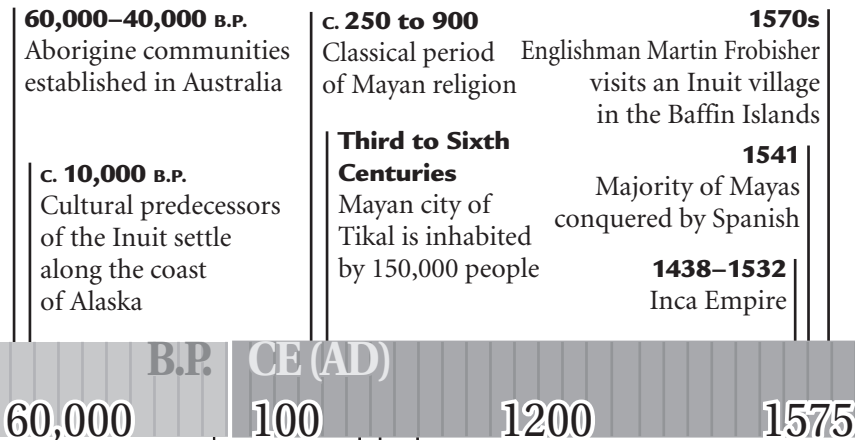 60,000–40,000 B.P.
Aborigine communities
established in Australia
C. 10,000 B.P.
Cultural predecessors
of the Inuit settle
along the coast
of Alaska
C. 250 to 900
Classical period
of Mayan religion
Third to Sixth
Centuries
Mayan city of
Tikal is inhabited
by 150,000 people
1570s
Englishman Martin Frobisher
visits an Inuit village
in the Baffin Islands
1541
Majority of Mayas
conquered by Spanish
1438–1532
Inca Empire
B.P. CE (AD)
60,000 100 1200 1575